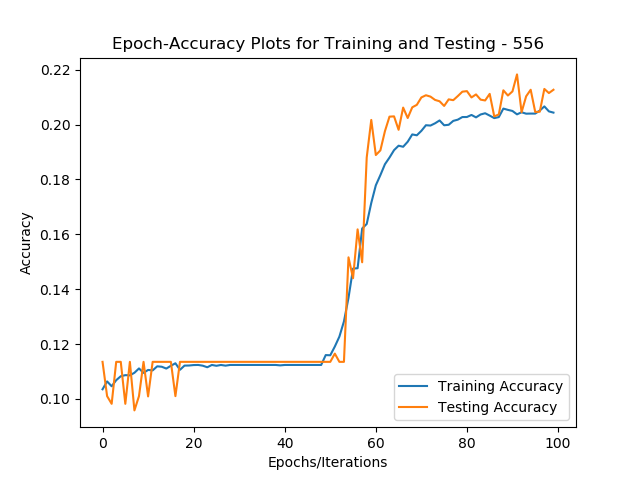 Epoch-Accuracy Plots for Training and Testing - 556
0.22
0.20
0.18
0.16
0.14
0.12
0.10
Accuracy
0
20
40
60
80
100
Epochs/Iterations
Training Accuracy
Testing Accuracy